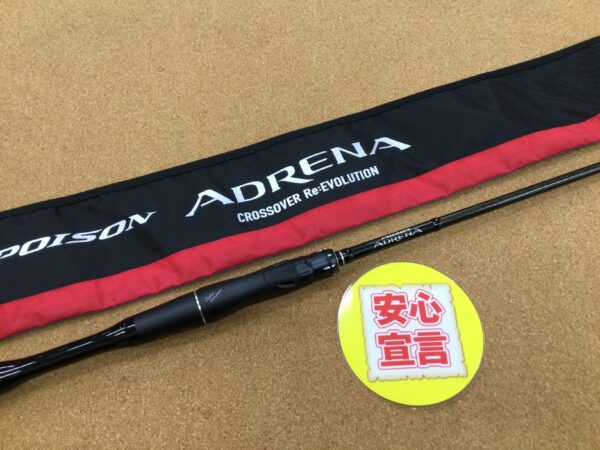 POISON ADRENA
CROSSOVER Re:EVOLUTION
ADRENA
安心
宣言